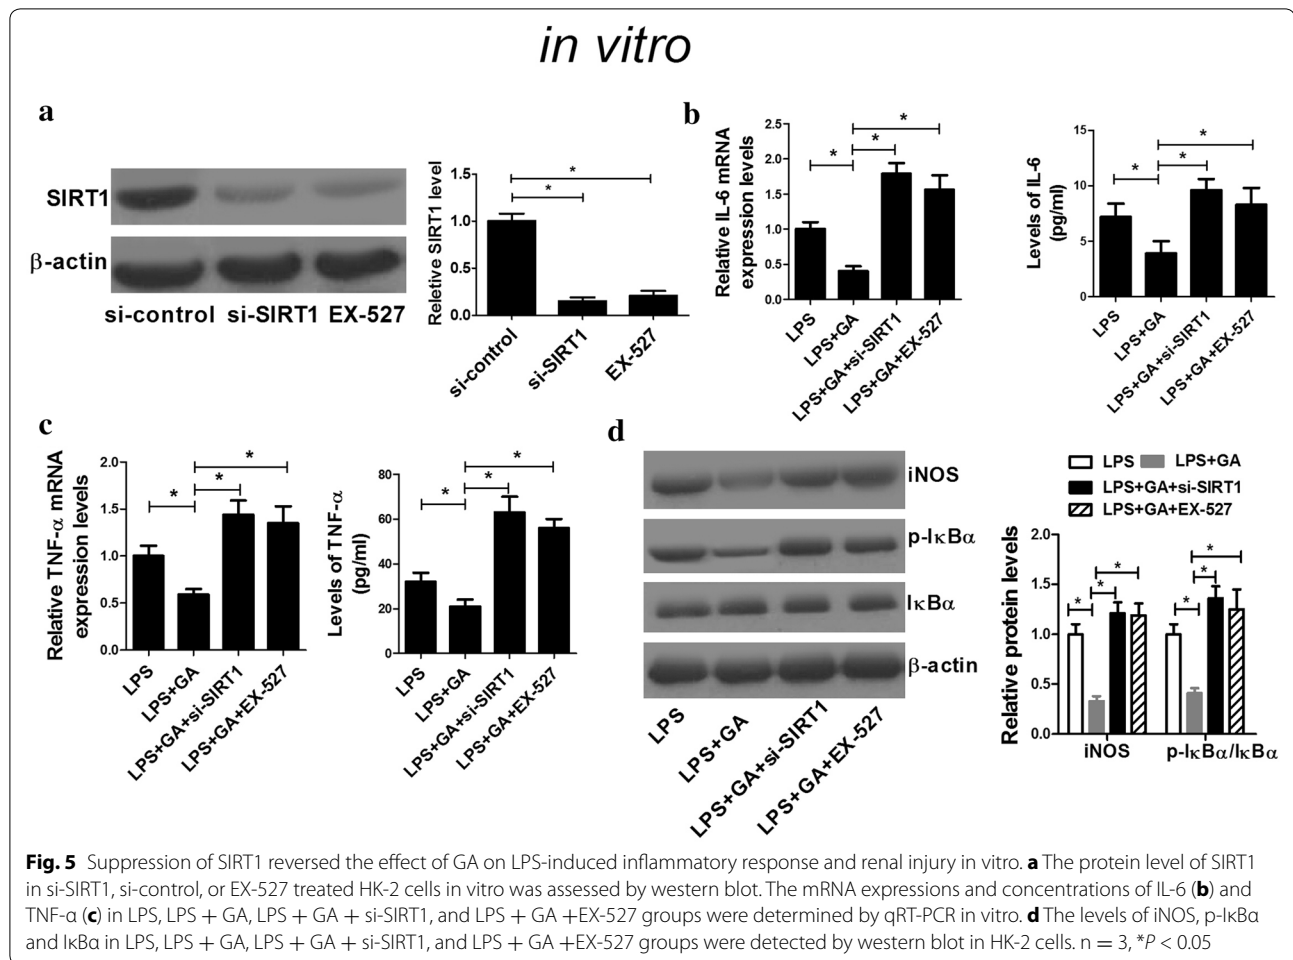 in vitro
a
SIRT1
β-actin
si-control si-SIRT1 EX-527
Reletive SIRT1 level
1.5
1.0
0.5
0.0
*
*
si-control
si-SIRT1
EX-527
b
Relative IL-6 mRNA
expression levels
2.5
2.0
1.5
1.0
0.5
0.0
*
*
*
LPS
LPS+GA
LPS+GA+si-SIRT1
LPS+GA+EX-527
Levels of IL-6
(pg/ml)
15
10
5
0
*
*
*
LPS
LPS+GA
LPS+GA+si-SIRT1
LPS+GA+EX-527
c
Relative TNF-α mRNA
expression levels
2.0
1.5
1.0
0.5
0.0
*
*
*
LPS
LPS+GA
LPS+GA+si-SIRT1
LPS+GA+EX-527
Levels of TNF-α
(pg/ml)
80
60
40
20
0
*
*
*
LPS
LPS+GA
LPS+GA+si-SIRT1
LPS+GA+EX-527
d
iNOS
p-IκBα
IκBα
β-actin
LPS
LPS+GA
LPS+GA+si-SIRT1
LPS+GA+EX-527
LPS LPS+GA
LPS+GA+si-SIRT1
LPS+GA+EX-527
Relative protein levels
2.0
1.5
1.0
0.5
0.0
*
*
*
*
*
*
iNOS p-IκBα/IκBα
Fig. 5 Suppression of SIRT1 reversed the effect of GA on LPS-induced inflammatory response and renal injury in vitro. a The protein level of SIRT1
in si-SIRT1, si-control, or EX-527 treated HK-2 cells in vitro was assessed by western blot. The mRNA expressions and concentrations of IL-6 (b) and
TNF-α (c) in LPS, LPS + GA, LPS + GA + si-SIRT1, and LPS + GA +EX-527 groups were determined by qRT-PCR in vitro. d The levels of iNOS, p-IκBα
and IκBα in LPS, LPS + GA, LPS + GA + si-SIRT1, and LPS + GA +EX-527 groups were detected by western blot in HK-2 cells. n = 3, *P < 0.05